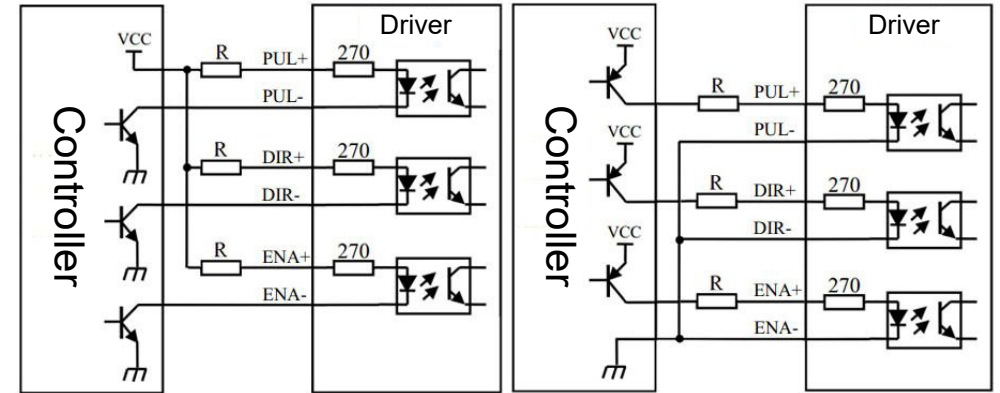 Controller
Driver
VCC
R
PUL+
270
PUL-
R
DIR+
270
DIR-
R
ENA+
270
ENA-
Controller
Driver
VCC
R
PUL+
270
PUL-
VCC
R
DIR+
270
DIR-
VCC
R
ENA+
270
ENA-